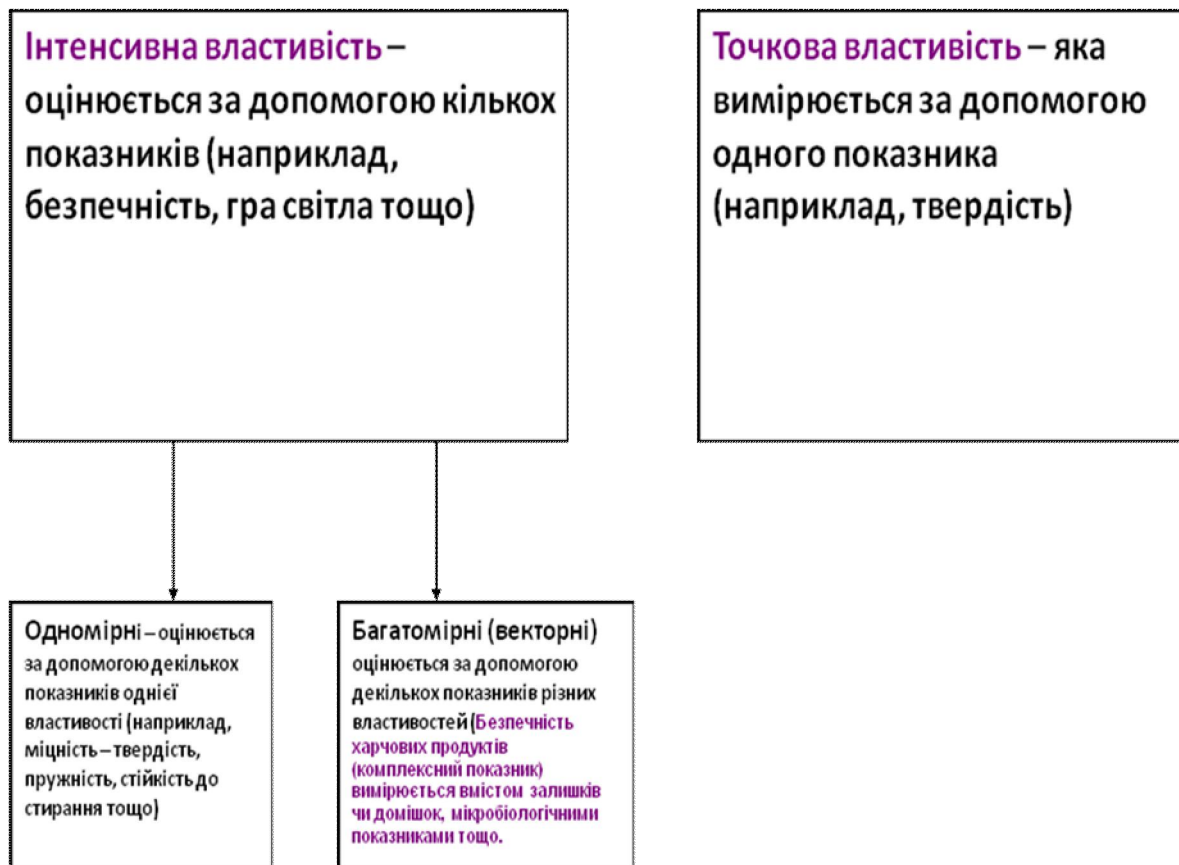 Інтенсивна властивість –
оцінюється за допомогою кількох
показників (наприклад,
безпечність, гра світла тощо)
Точкова властивість – яка
вимірюється за допомогою
одного показника
(наприклад, твердість)
Одномірні – оцінюється
за допомогою декількох
показників однієї
властивості (наприклад,
міцність – твердість,
пружність, стійкість до
стирання тощо)
Багатомірні (векторні)
оцінюється за допомогою
декількох показників різних
властивостей (Безпечність
харчових продуктів
(комплексний показник)
вимірюється вмістом залишків
чи домішок, мікробіологічними
показниками тощо.